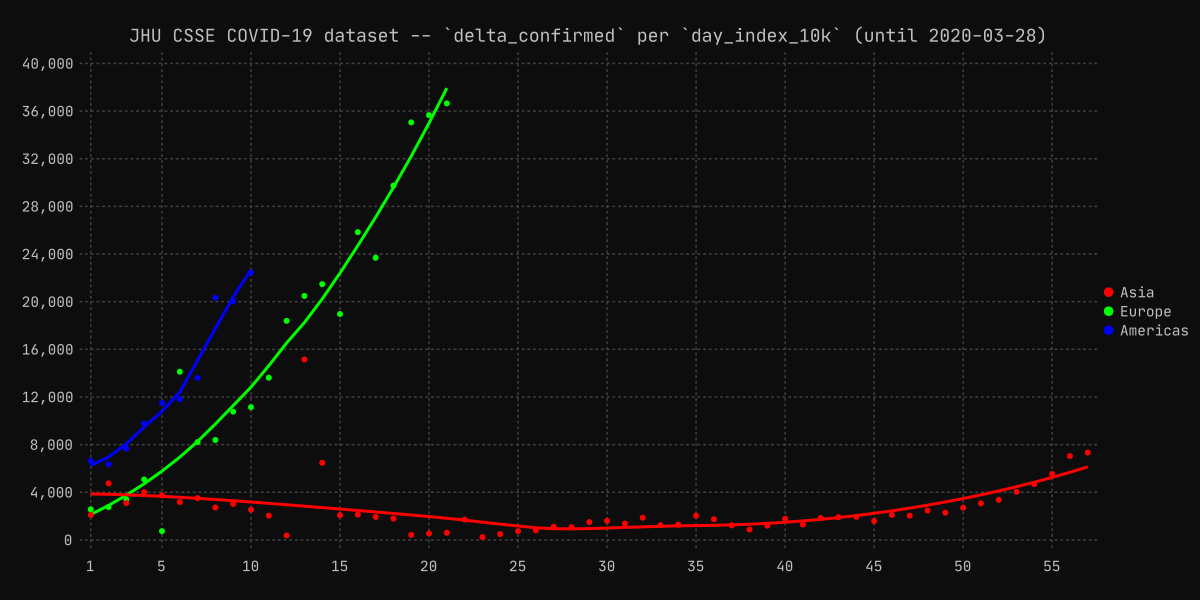 JHU CSSE COVID-19 dataset -- `delta_confirmed` per `day_index_10k` (until 2020-03-28)
40,000
36,000
32,000
28,000
24,000
20,000
16,000
12,000
8,000
4,000
0
1 5 10 15 20 25 30 35 40 45 50 55
Asia
Europe
Americas